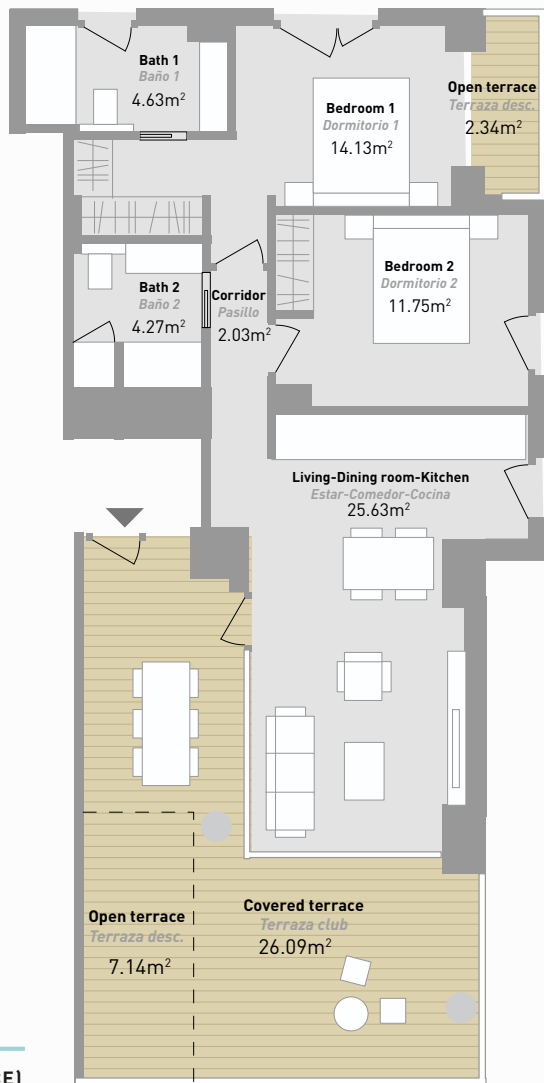 Bath 1
Baño 1
4.63m²
Bedroom 1
Dormitorio 1
14.13m²
Open terrace
Terraza desc.
2.34m²
Bath 2
Baño 2
4.27m²
Corridor
Pasillo
2.03m²
Bedroom 2
Dormitorio 2
11.75m²
Living-Dining room-Kitchen
Estar-Comedor-Cocina
25.63m²
Open terrace
Terraza desc.
7.14m²
Covered terrace
Terraza club
26.09m²